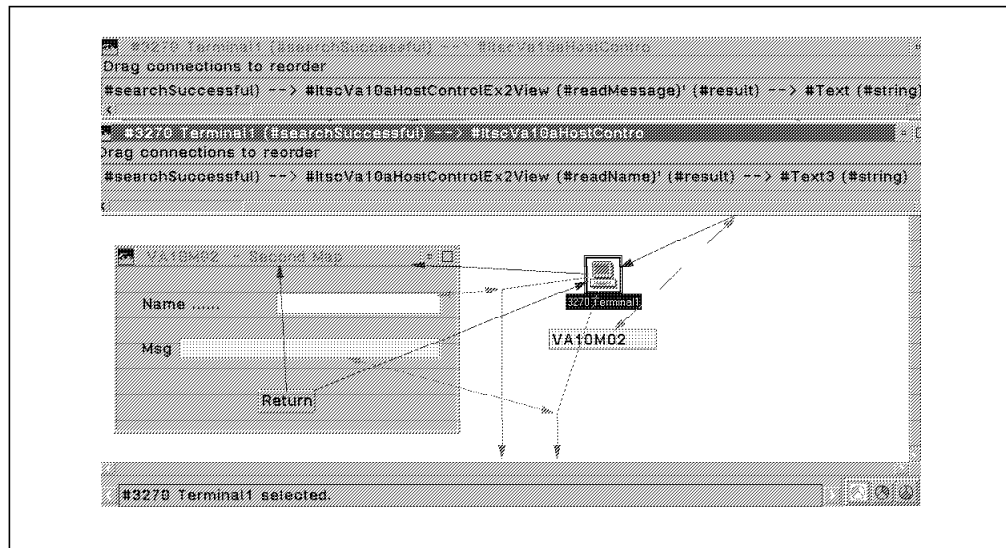 #3270 Terminal1 (#searchSuccessful) --> #ItscVa10aHostContro
Drag connections to reorder
#searchSuccessful) --> #ItscVa10aHostControlEx2View (#readMessage)' (#result) --> #Text (#string)
#3270 Terminal1 (#searchSuccessful) --> #ItscVa10aHostContro
Drag connections to reorder
#searchSuccessful) --> #ItscVa10aHostControlEx2View (#readName)' (#result) --> #Text3 (#string)
VA10M02 - Second Map
Name ......
3270 Terminal1
VA10M02
Msg
Return
#3270 Terminal1 selected.